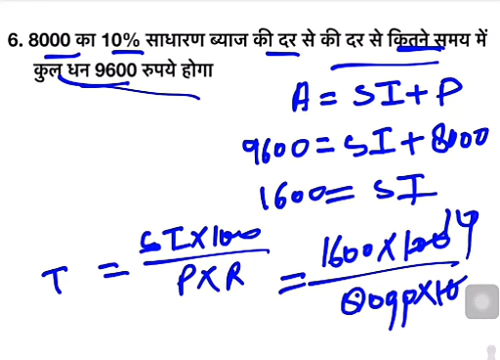 6. 8000 का 10% साधारण ब्याज की दर से की दर से कितने समय में
कुल धन 9600 रुपये होगा
A = SI + P
9600 = SI + 8000
1600 = SI
T = SI × 100 / P × R = 1600 × 100 / 8000 × 10